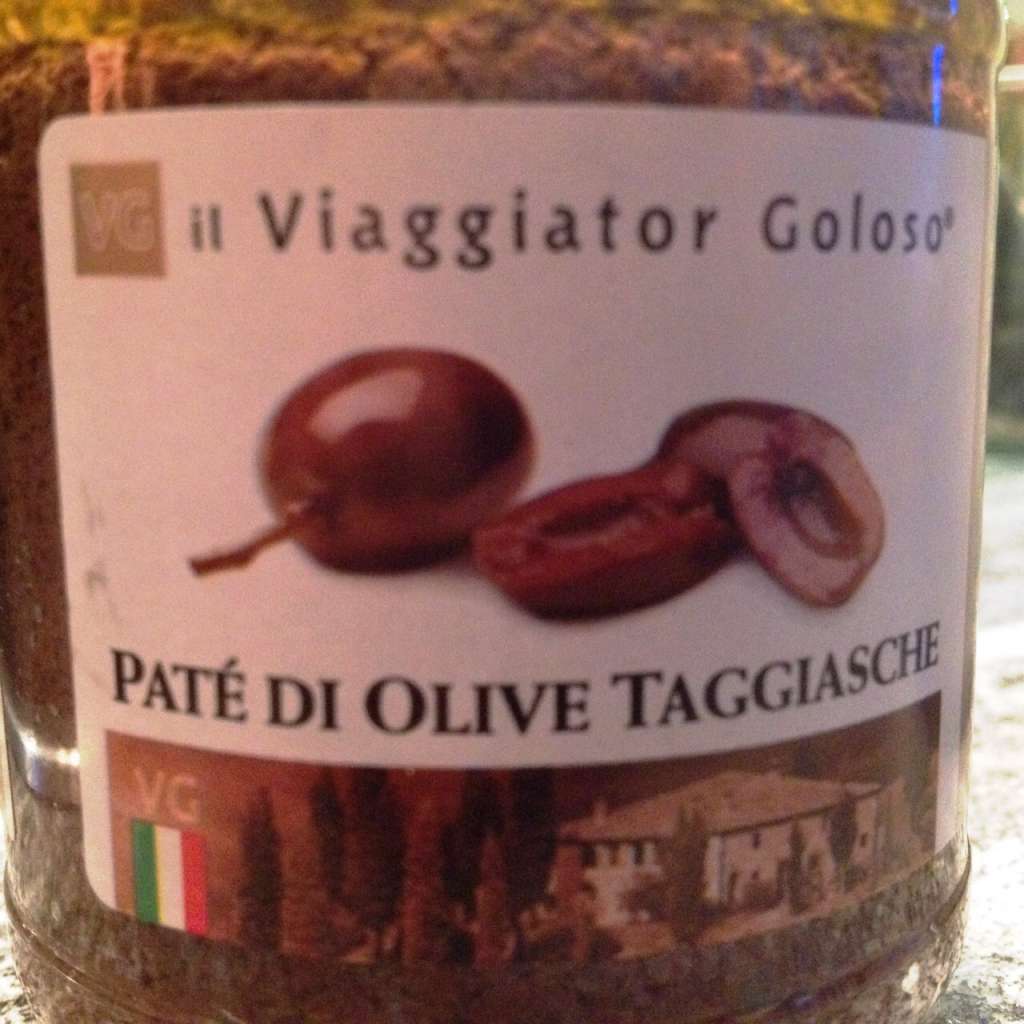 VG il Viaggiator Goloso®
PATÉ DI OLIVE TAGGIASCHE
VG